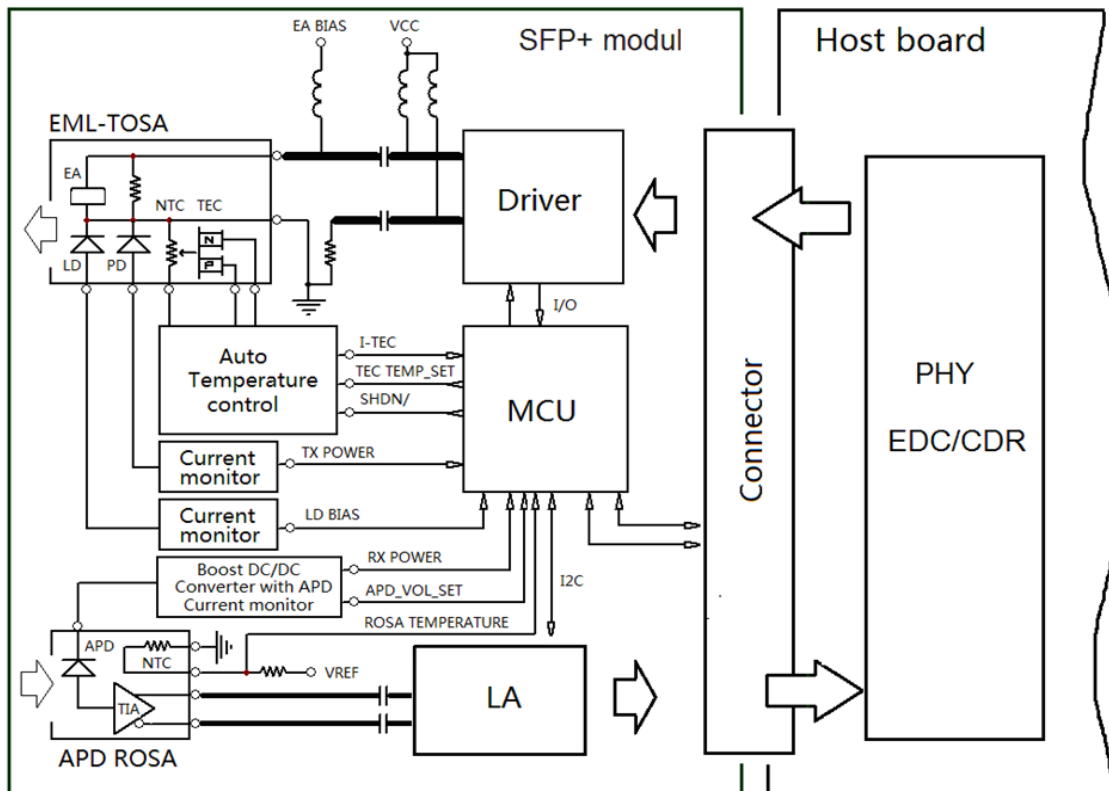 EA BIAS
VCC
SFP+ modul
Host board
EML-TOSA
EA
NTC
TEC
LD
PD
N
P
Driver
I/O
Auto
Temperature
control
I-TEC
TEC TEMP_SET
SHDN/
MCU
Connector
PHY
EDC/CDR
Current
monitor
TX POWER
Current
monitor
LD BIAS
Boost DC/DC
Converter with APD
Current monitor
RX POWER
APD_VOL_SET
I2C
ROSA TEMPERATURE
APD
NTC
VREF
TIA
LA
APD ROSA